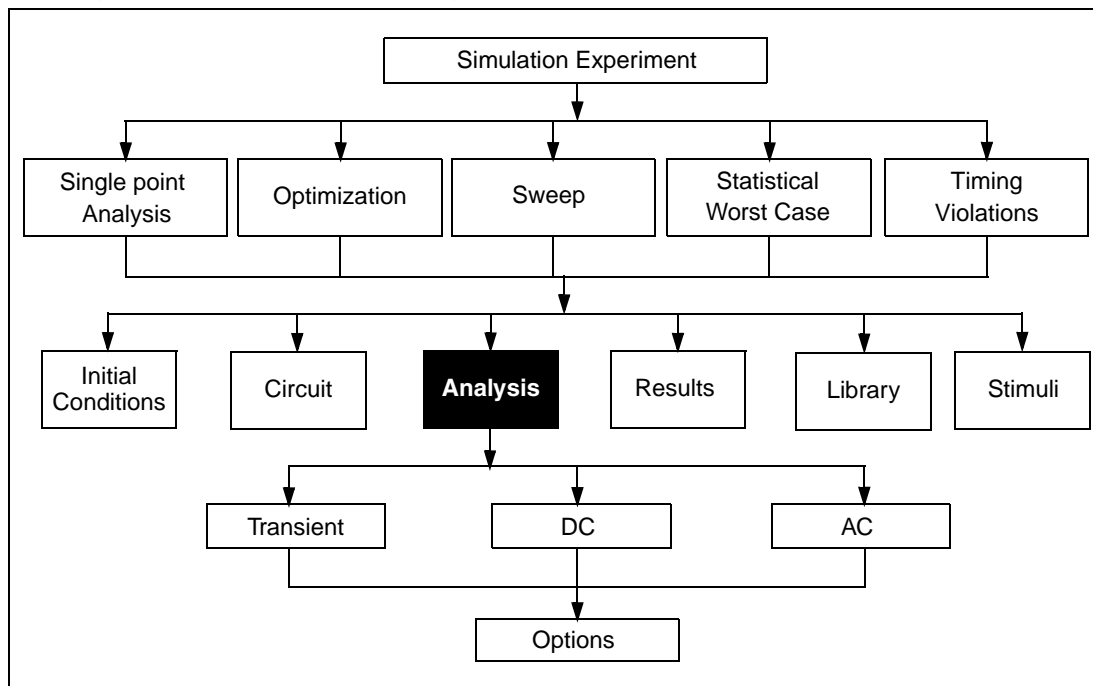 Simulation Experiment
Single point
Analysis
Optimization
Sweep
Statistical
Worst Case
Timing
Violations
Initial
Conditions
Circuit
Analysis
Results
Library
Stimuli
Transient
DC
AC
Options